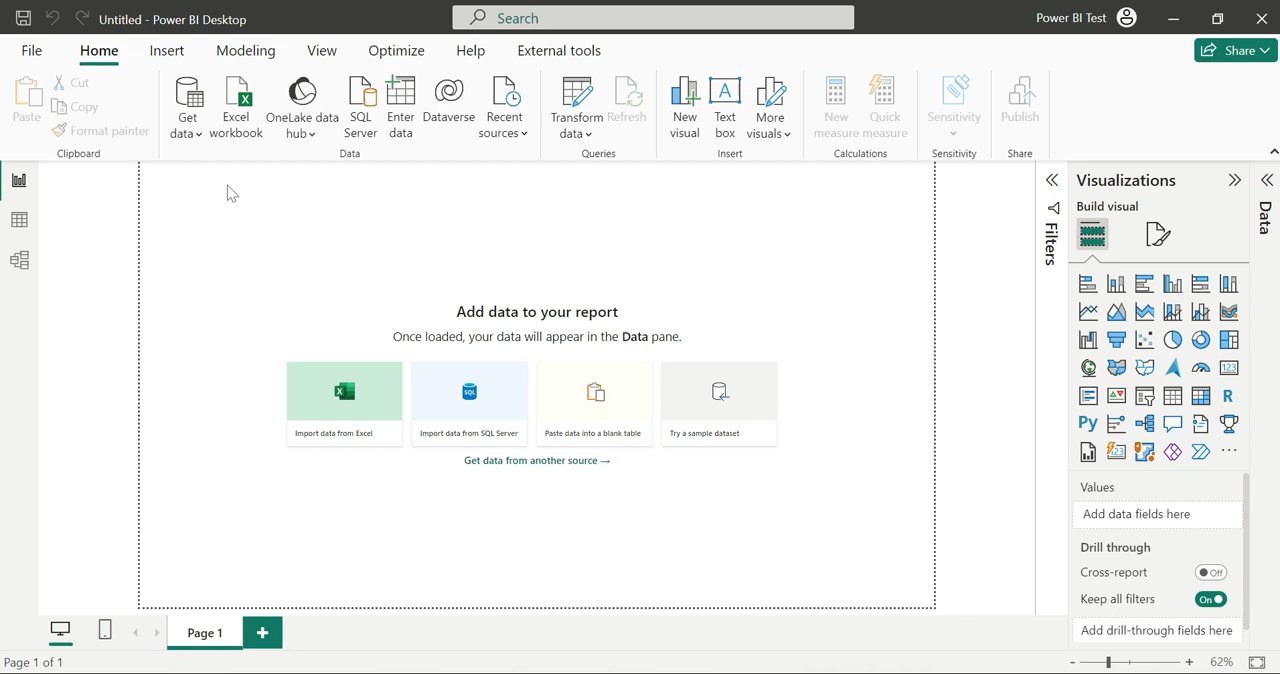 Untitled - Power BI Desktop
Search
Power BI Test
File
Home
Insert
Modeling
View
Optimize
Help
External tools
Share
Paste
Cut
Copy
Format painter
Clipboard
Get data
Excel workbook
OneLake data hub
SQL Server
Enter data
Dataverse
Recent sources
Data
Transform data
Refresh
Queries
New visual
Text box
More visuals
Insert
New measure
Quick measure
Calculations
Sensitivity
Sensitivity
Publish
Share
Add data to your report
Once loaded, your data will appear in the Data pane.
X
SQL
Import data from Excel
Import data from SQL Server
Paste data into a blank table
Try a sample dataset
Get data from another source →
Filters
Visualizations
Build visual
123
R
Py
123
Values
Add data fields here
Drill through
Cross-report
Off
Keep all filters
On
Add drill-through fields here
Data
Page 1
Page 1 of 1
- + 62%